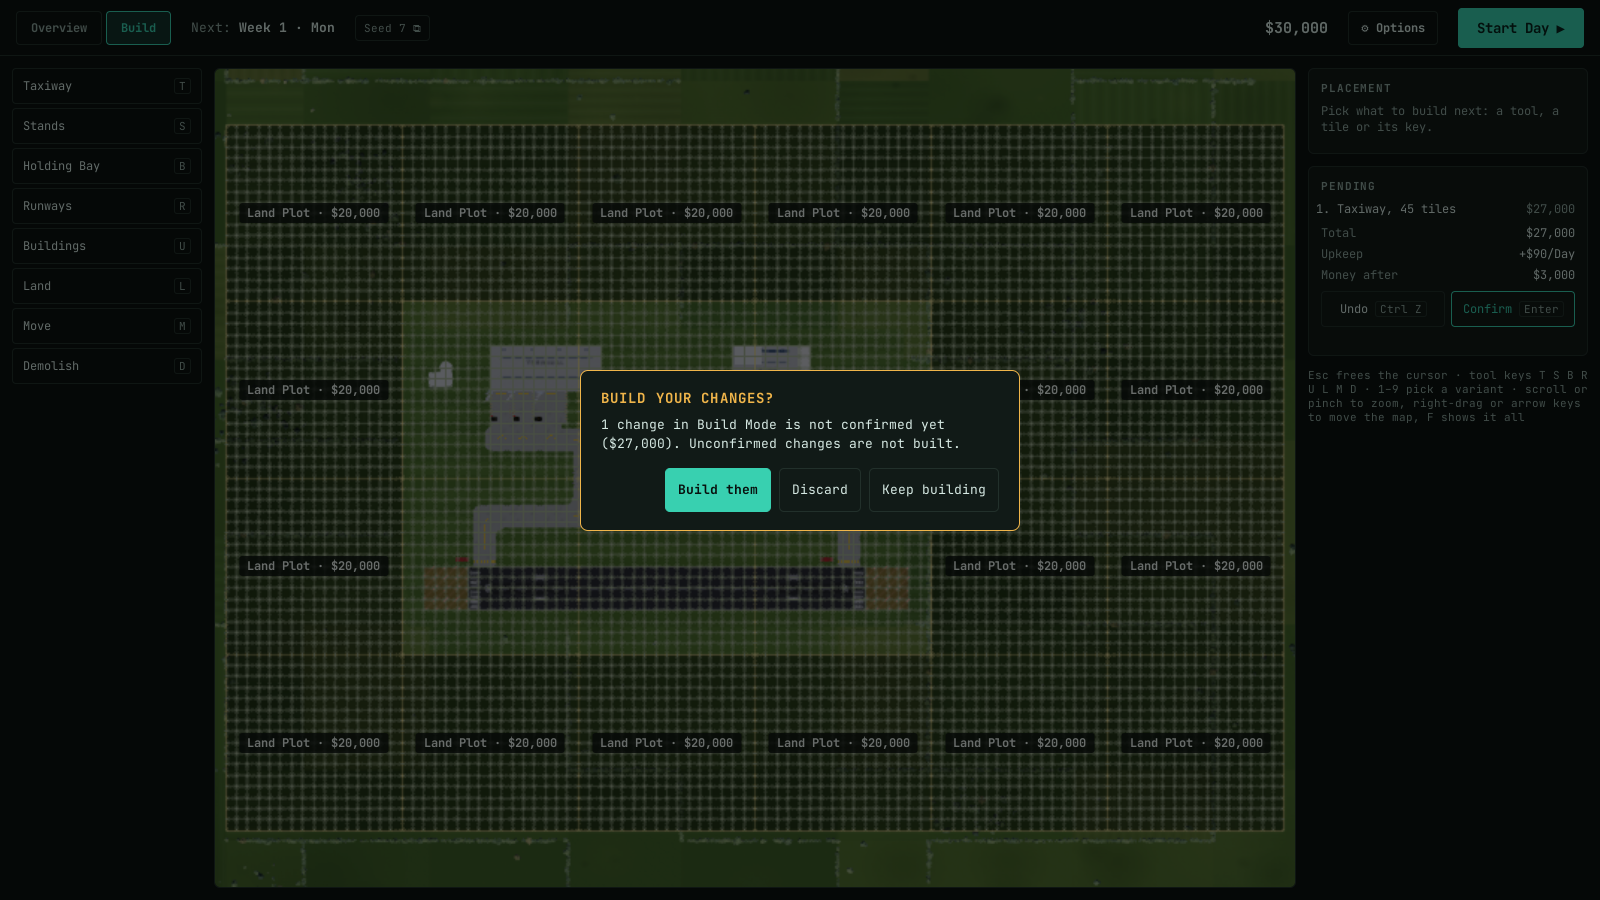 Overview
Build
Next: Week 1 · Mon
Seed 7
$30,000
Options
Start Day ▶
Taxiway T
Stands S
Holding Bay B
Runways R
Buildings U
Land L
Move M
Demolish D
Land Plot · $20,000
Land Plot · $20,000
Land Plot · $20,000
Land Plot · $20,000
Land Plot · $20,000
Land Plot · $20,000
Land Plot · $20,000
· $20,000
Land Plot · $20,000
BUILD YOUR CHANGES?
1 change in Build Mode is not confirmed yet
($27,000). Unconfirmed changes are not built.
Build them
Discard
Keep building
Land Plot · $20,000
Land Plot · $20,000
Land Plot · $20,000
Land Plot · $20,000
Land Plot · $20,000
Land Plot · $20,000
Land Plot · $20,000
Land Plot · $20,000
Land Plot · $20,000
PLACEMENT
Pick what to build next: a tool, a
tile or its key.
PENDING
1. Taxiway, 45 tiles $27,000
Total $27,000
Upkeep +$90/Day
Money after $3,000
Undo Ctrl Z
Confirm Enter
Esc frees the cursor · tool keys T S B R
U L M D · 1–9 pick a variant · scroll or
pinch to zoom, right-drag or arrow keys
to move the map, F shows it all